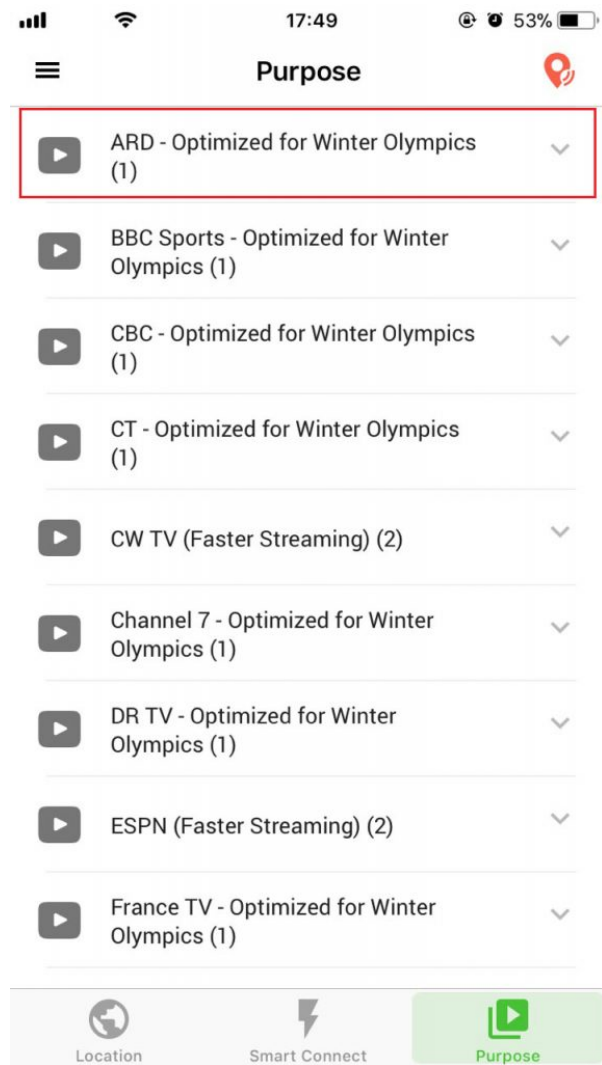 17:49
53%
Purpose
ARD - Optimized for Winter Olympics
(1)
BBC Sports - Optimized for Winter
Olympics (1)
CBC - Optimized for Winter Olympics
(1)
CT - Optimized for Winter Olympics
(1)
CW TV (Faster Streaming) (2)
Channel 7 - Optimized for Winter
Olympics (1)
DR TV - Optimized for Winter
Olympics (1)
ESPN (Faster Streaming) (2)
France TV - Optimized for Winter
Olympics (1)
Location
Smart Connect
Purpose